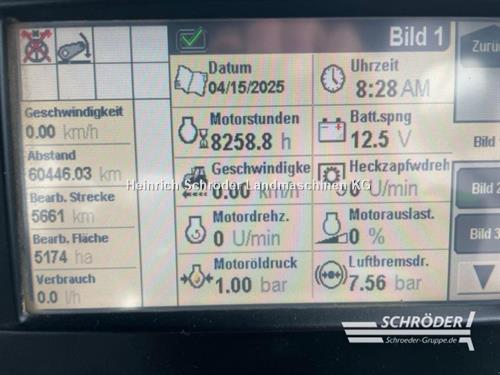 Bild 1
Zurü
Datum
04/15/2025
Uhrzeit
8:28AM
Geschwindigkeit
0.00 km/h
Motorstunden
8258.8 h
Batt.spng
12.5 V
Bild
Abstand
60446.03 km
Geschwindigke
0.00 km/h
Heckzapfwdreh
0 U/min
Heinrich Schröder Landmaschinen KG
Bearb. Strecke
5661 km
Bild 2
Motordrehz.
0 U/min
Motorauslast.
0 %
Bearb. Fläche
5174 ha
Bild 3
Motoröldruck
1.00 bar
Luftbremsdr.
7.56 bar
Verbrauch
0.0 l/h
SCHRÖDER
Schroeder-Gruppe.de